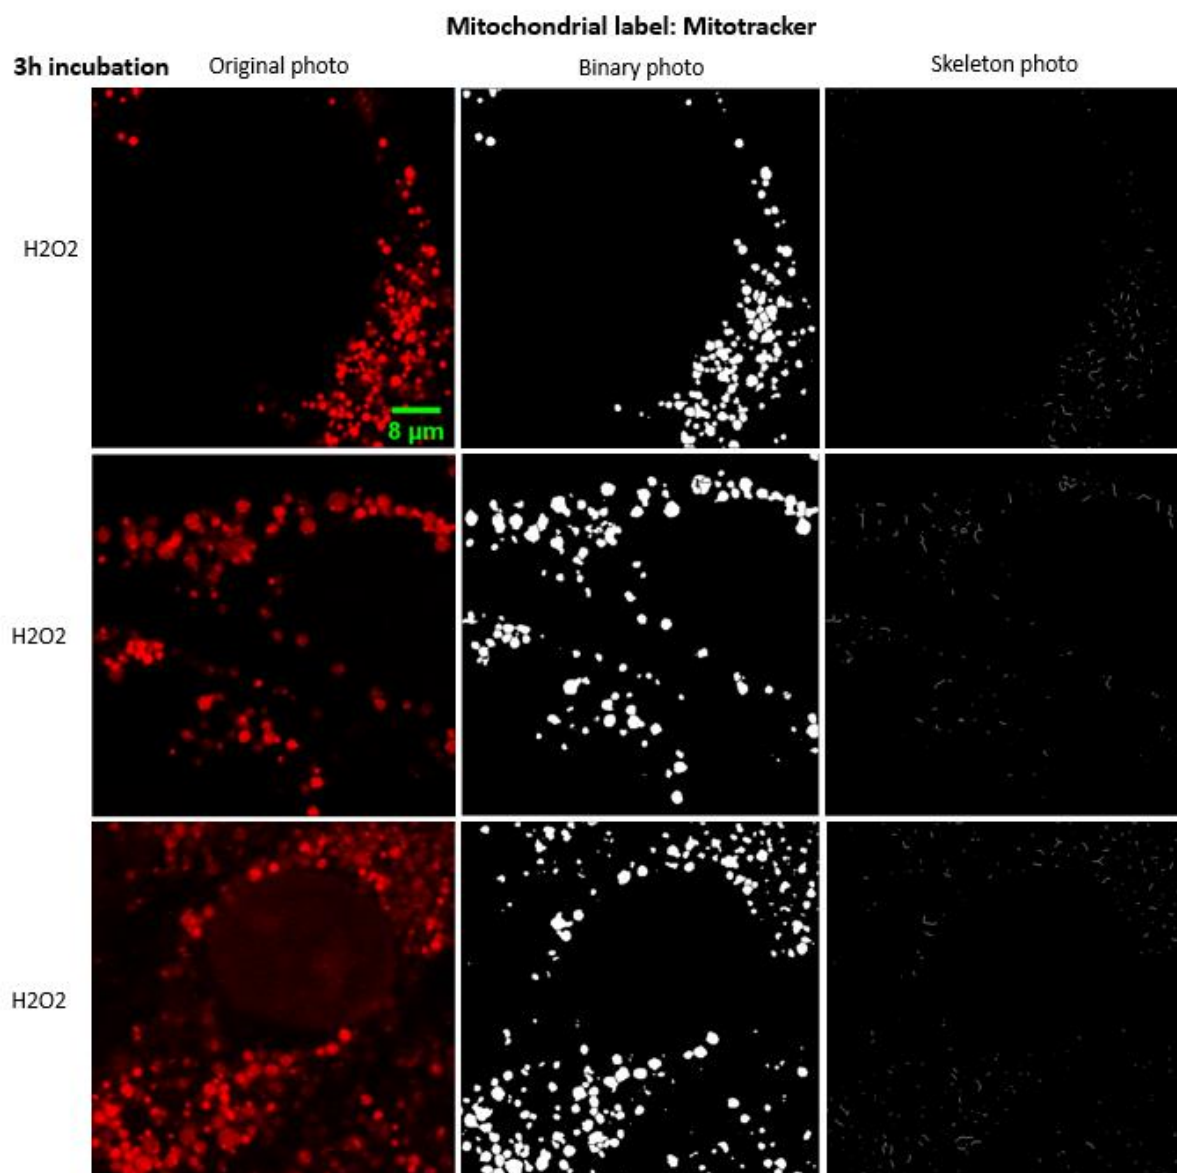 Mitochondrial label: Mitotracker
3h incubation Original photo Binary photo Skeleton photo
H2O2
8 µm
H2O2
H2O2